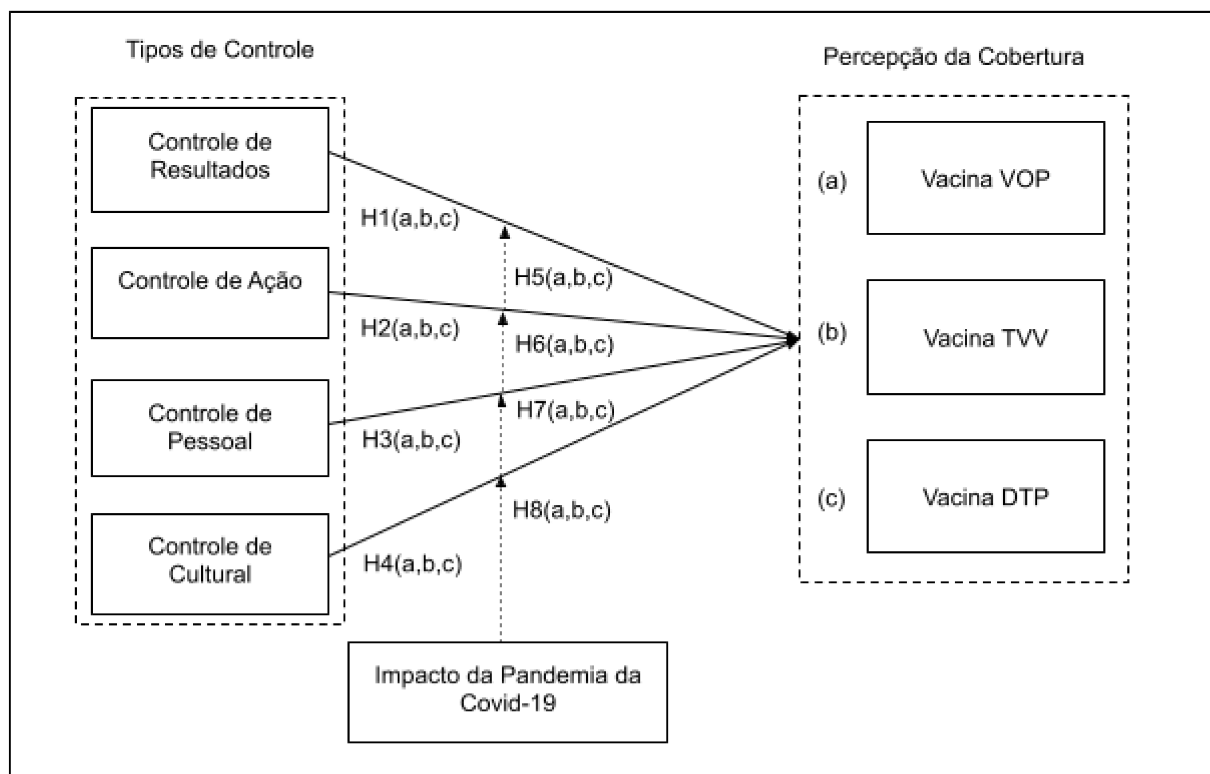 Tipos de Controle
Percepção da Cobertura
Controle de
Resultados
H1(a,b,c)
Controle de Ação
H2(a,b,c)
Controle de
Pessoal
H3(a,b,c)
Controle de
Cultural
H4(a,b,c)
H5(a,b,c)
H6(a,b,c)
H7(a,b,c)
H8(a,b,c)
Impacto da Pandemia da
Covid-19
(a)
Vacina VOP
(b)
Vacina TVV
(c)
Vacina DTP